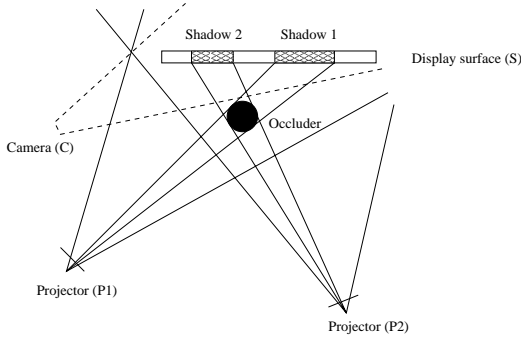 Shadow 2
Shadow 1
Display surface (S)
Occluder
Camera (C)
Projector (P1)
Projector (P2)